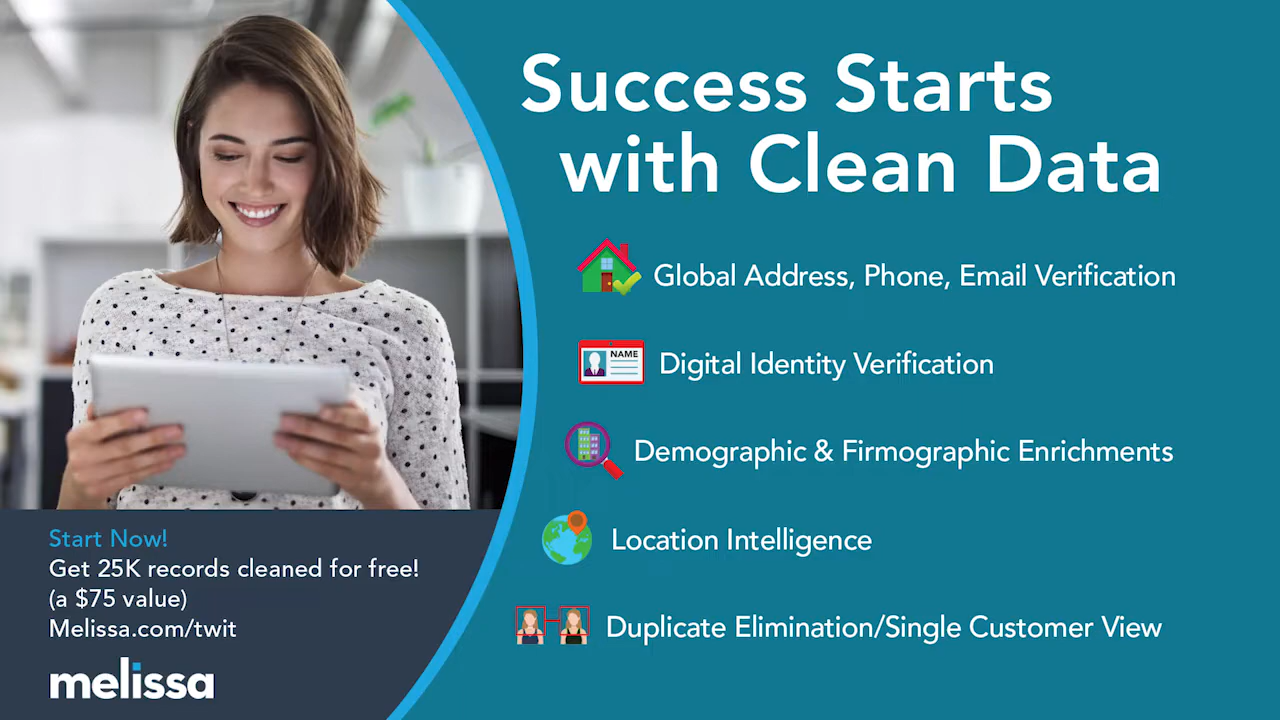 Success Starts
with Clean Data
Global Address, Phone, Email Verification
NAME
Digital Identity Verification
Demographic & Firmographic Enrichments
Location Intelligence
Duplicate Elimination/Single Customer View
Start Now!
Get 25K records cleaned for free!
(a $75 value)
Melissa.com/twit
melissa